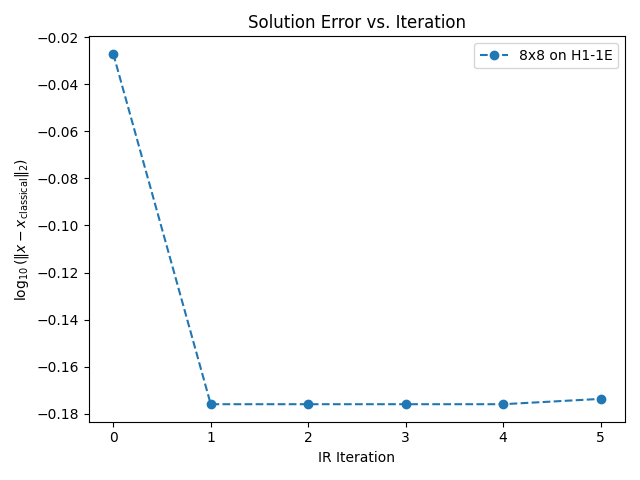 Solution Error vs. Iteration
8x8 on H1-1E
log₁₀(‖x − x_classical‖₂)
−0.02
−0.04
−0.06
−0.08
−0.10
−0.12
−0.14
−0.16
−0.18
0 1 2 3 4 5
IR Iteration